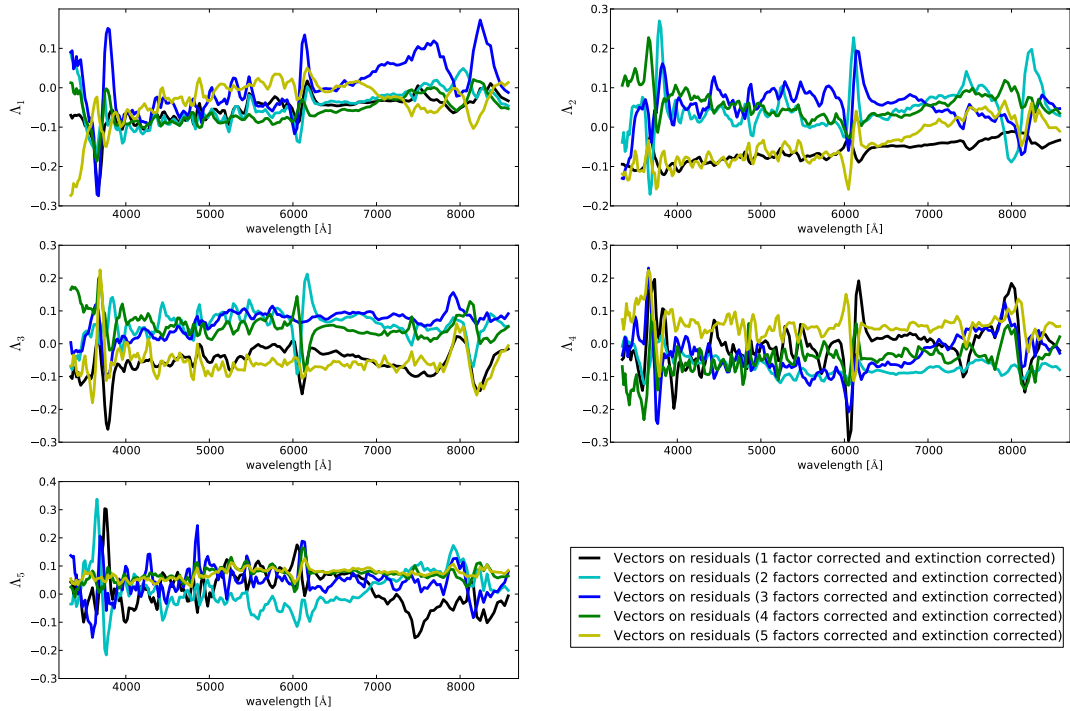 0.1
0.0
−0.1
−0.2
−0.3
Λ1
4000 5000 6000 7000 8000
wavelength [Å]
0.3
0.2
0.1
0.0
−0.1
−0.2
Λ2
4000 5000 6000 7000 8000
wavelength [Å]
0.3
0.2
0.1
0.0
−0.1
−0.2
−0.3
Λ3
4000 5000 6000 7000 8000
wavelength [Å]
0.3
0.2
0.1
0.0
−0.1
−0.2
−0.3
Λ4
4000 5000 6000 7000 8000
wavelength [Å]
0.4
0.3
0.2
0.1
0.0
−0.1
−0.2
−0.3
Λ5
4000 5000 6000 7000 8000
wavelength [Å]
Vectors on residuals (1 factor corrected and extinction corrected)
Vectors on residuals (2 factors corrected and extinction corrected)
Vectors on residuals (3 factors corrected and extinction corrected)
Vectors on residuals (4 factors corrected and extinction corrected)
Vectors on residuals (5 factors corrected and extinction corrected)